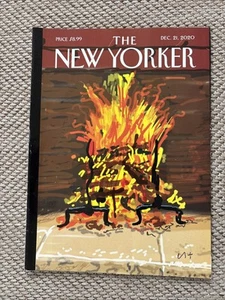 PRICE $8.99
THE
DEC. 21, 2020
NEW YORKER